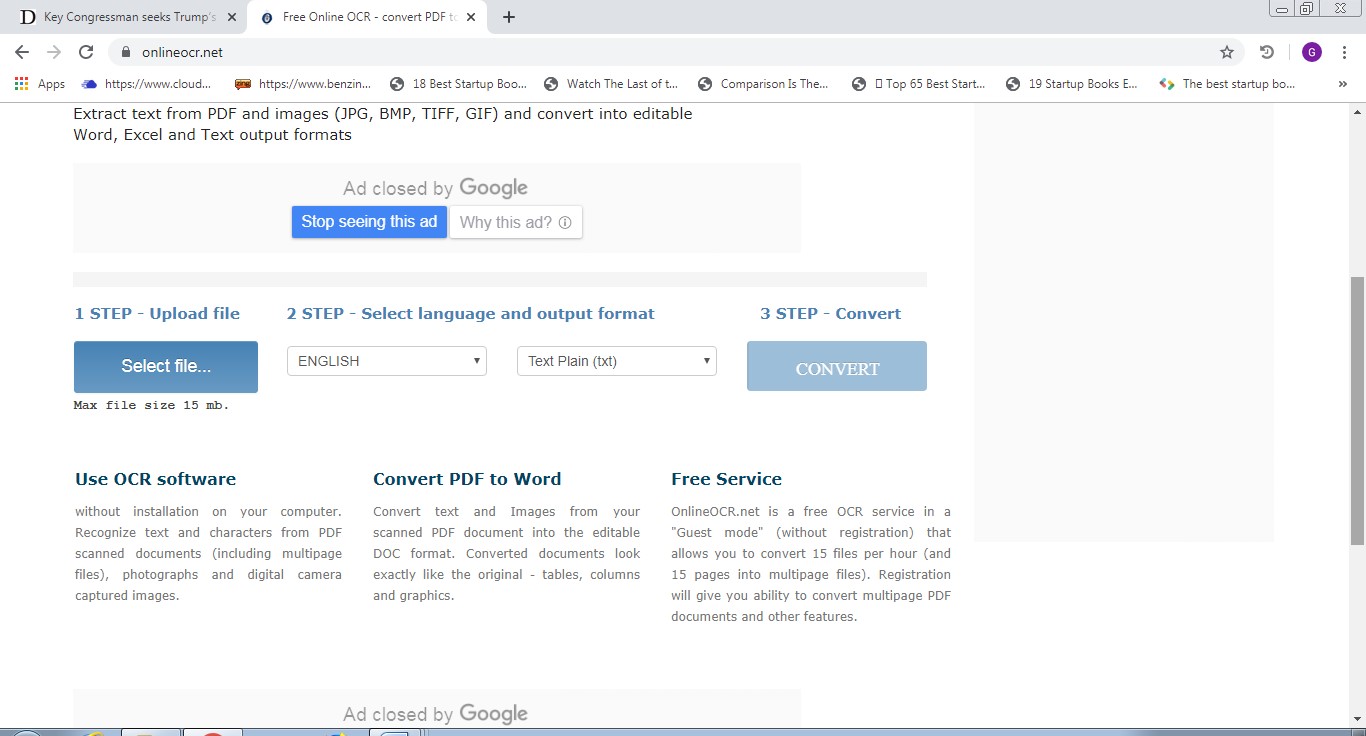 Key Congressman seeks Trump's
Free Online OCR - convert PDF to
onlineocr.net
G
Apps
https://www.cloud...
https://www.benzin...
18 Best Startup Boo...
Watch The Last of t...
Comparison Is The...
Top 65 Best Start...
19 Startup Books E...
The best startup bo...
Extract text from PDF and images (JPG, BMP, TIFF, GIF) and convert into editable
Word, Excel and Text output formats
Ad closed by Google
Stop seeing this ad
Why this ad?
1 STEP - Upload file
2 STEP - Select language and output format
3 STEP - Convert
Select file...
ENGLISH
Text Plain (txt)
CONVERT
Max file size 15 mb.
Use OCR software
without installation on your computer.
Recognize text and characters from PDF
scanned documents (including multipage
files), photographs and digital camera
captured images.
Convert PDF to Word
Convert text and Images from your
scanned PDF document into the editable
DOC format. Converted documents look
exactly like the original - tables, columns
and graphics.
Free Service
OnlineOCR.net is a free OCR service in a
"Guest mode" (without registration) that
allows you to convert 15 files per hour (and
15 pages into multipage files). Registration
will give you ability to convert multipage PDF
documents and other features.
Ad closed by Google